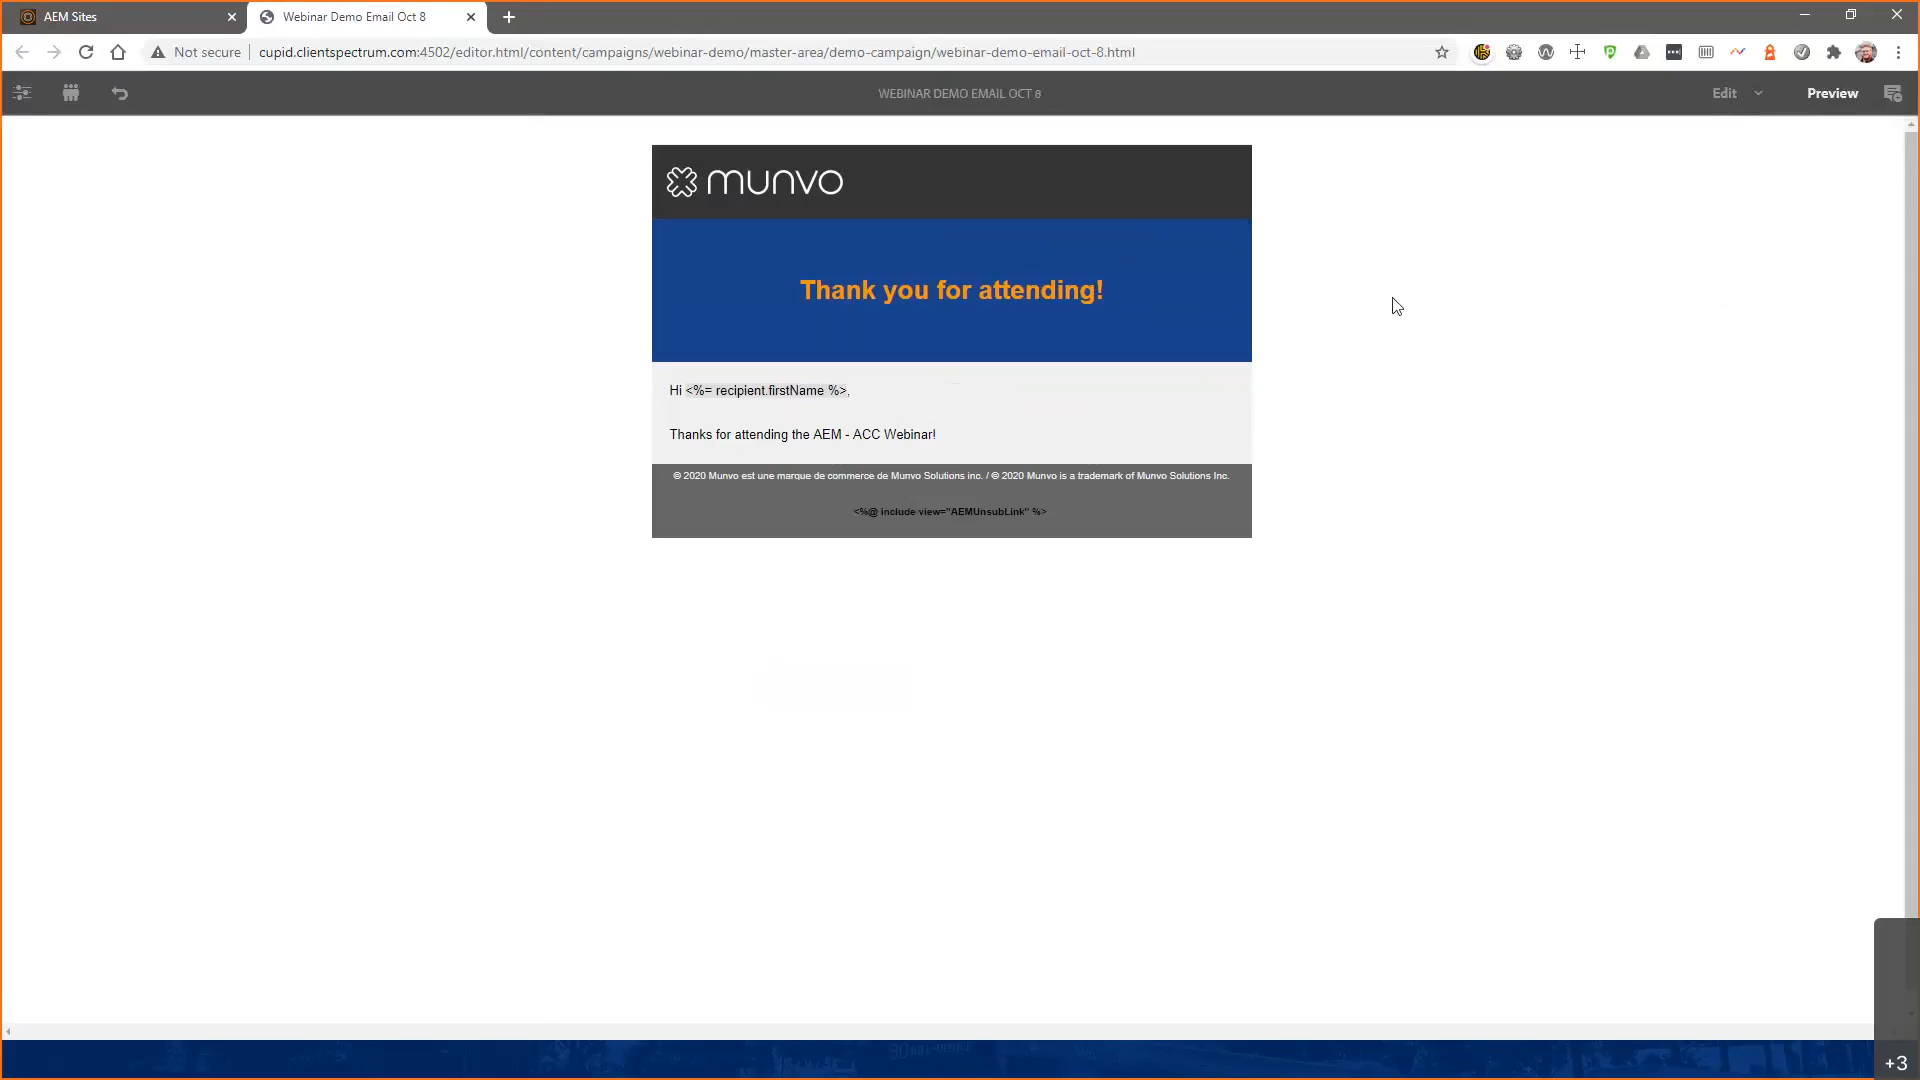 AEM Sites
Webinar Demo Email Oct 8
Not secure
cupid.clientspectrum.com:4502/editor.html/content/campaigns/webinar-demo/master-area/demo-campaign/webinar-demo-email-oct-8.html
WEBINAR DEMO EMAIL OCT 8
Edit
Preview
munvo
Thank you for attending!
Hi <%= recipient.firstName %>,
Thanks for attending the AEM - ACC Webinar!
© 2020 Munvo est une marque de commerce de Munvo Solutions inc. / © 2020 Munvo is a trademark of Munvo Solutions Inc.
<%@ include view="AEMUnsubLink" %>
+3